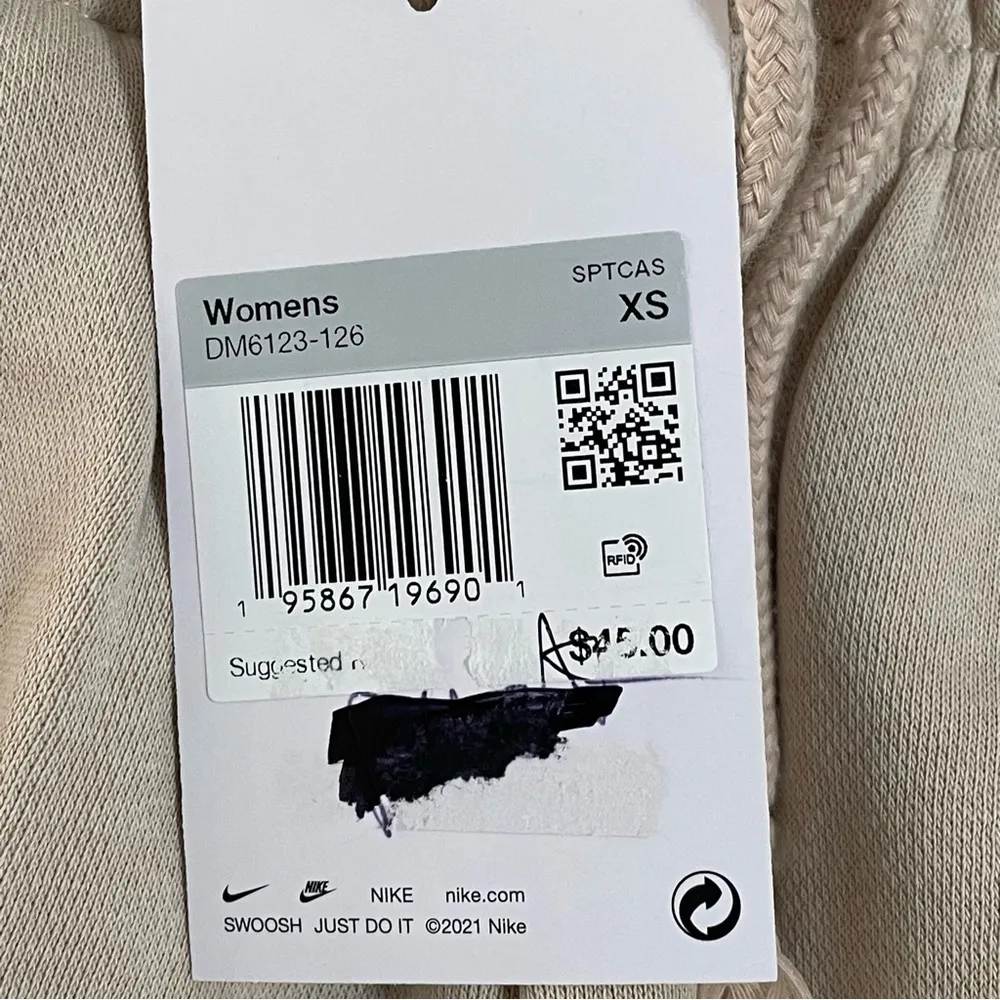 Womens
SPTCAS
DM6123-126
XS
RFID
1 95867 19690 1
Suggested
A $45.00
NIKE
NIKE nike.com
SWOOSH JUST DO IT ©2021 Nike